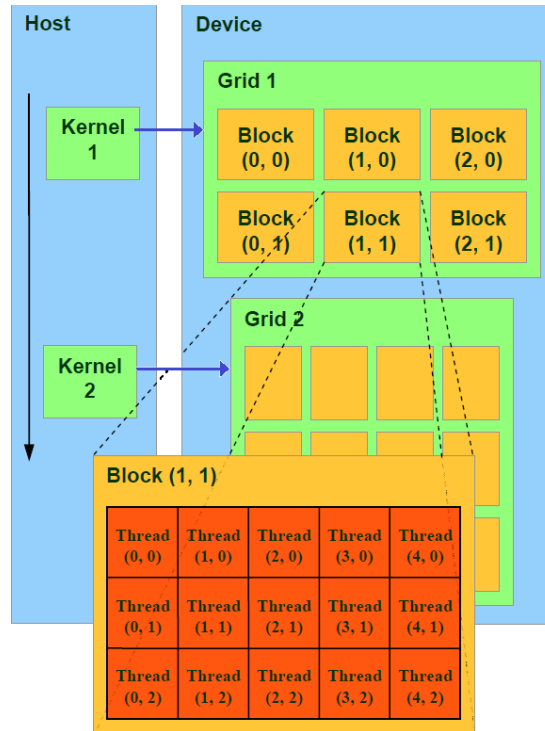 Host
Device
Grid 1
Kernel
1
Block
(0, 0)
Block
(1, 0)
Block
(2, 0)
Block
(0, 1)
Block
(1, 1)
Block
(2, 1)
Grid 2
Kernel
2
Block (1, 1)
Thread
(0, 0)
Thread
(1, 0)
Thread
(2, 0)
Thread
(3, 0)
Thread
(4, 0)
Thread
(0, 1)
Thread
(1, 1)
Thread
(2, 1)
Thread
(3, 1)
Thread
(4, 1)
Thread
(0, 2)
Thread
(1, 2)
Thread
(2, 2)
Thread
(3, 2)
Thread
(4, 2)